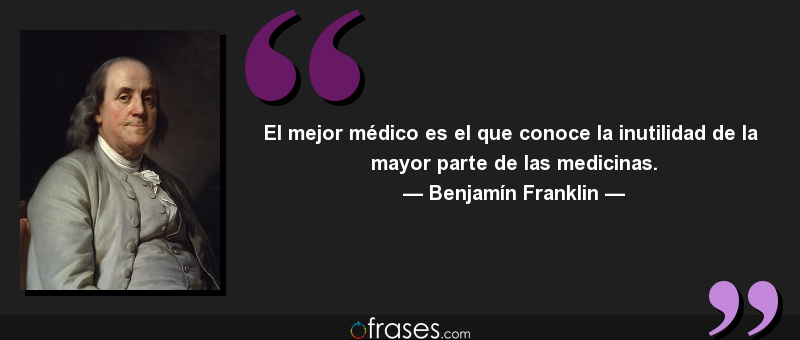 El mejor médico es el que conoce la inutilidad de la
mayor parte de las medicinas.
— Benjamín Franklin —
frases.com